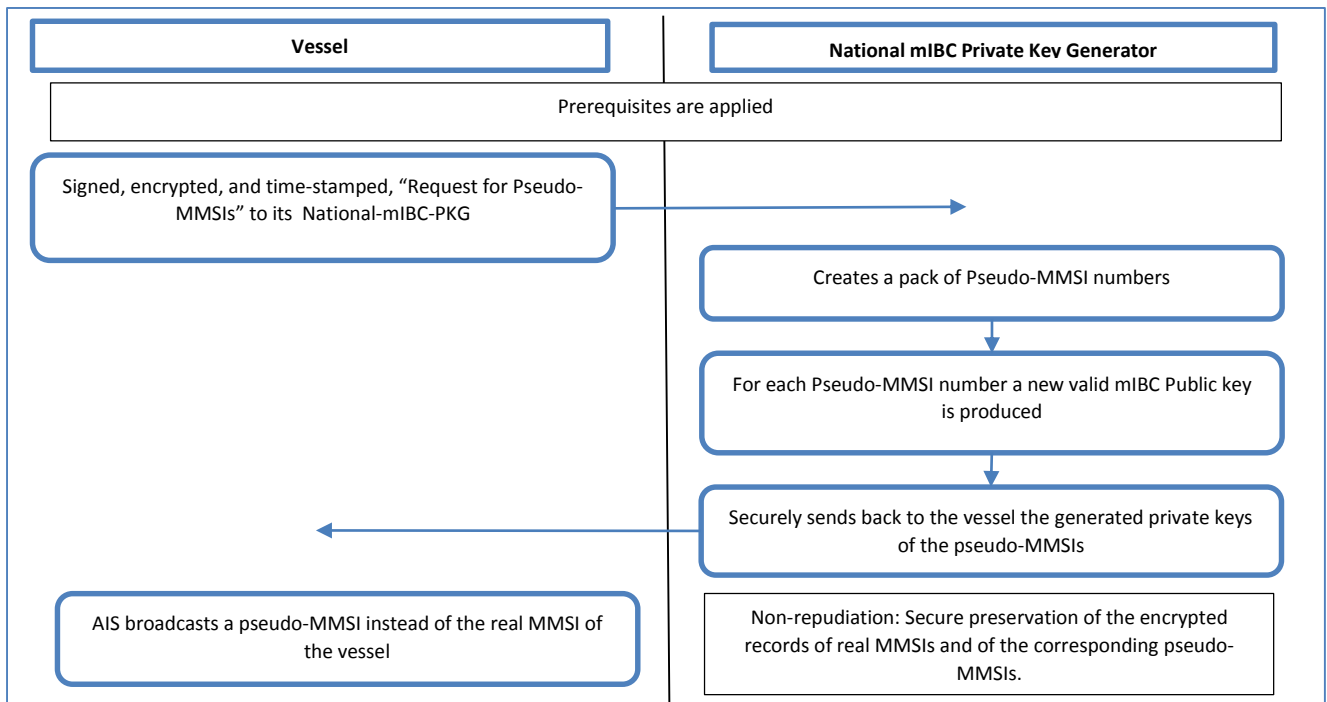 Vessel
National mIBC Private Key Generator
Prerequisites are applied
Signed, encrypted, and time-stamped, “Request for Pseudo-
MMSIs” to its National-mIBC-PKG
Creates a pack of Pseudo-MMSI numbers
For each Pseudo-MMSI number a new valid mIBC Public key
is produced
Securely sends back to the vessel the generated private keys
of the pseudo-MMSIs
AIS broadcasts a pseudo-MMSI instead of the real MMSI of
the vessel
Non-repudiation: Secure preservation of the encrypted
records of real MMSIs and of the corresponding pseudo-
MMSIs.